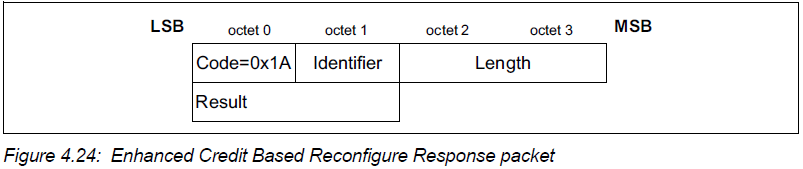 LSB octet 0 octet 1 octet 2 octet 3 MSB
Code=0x1A Identifier Length
Result
Figure 4.24: Enhanced Credit Based Reconfigure Response packet